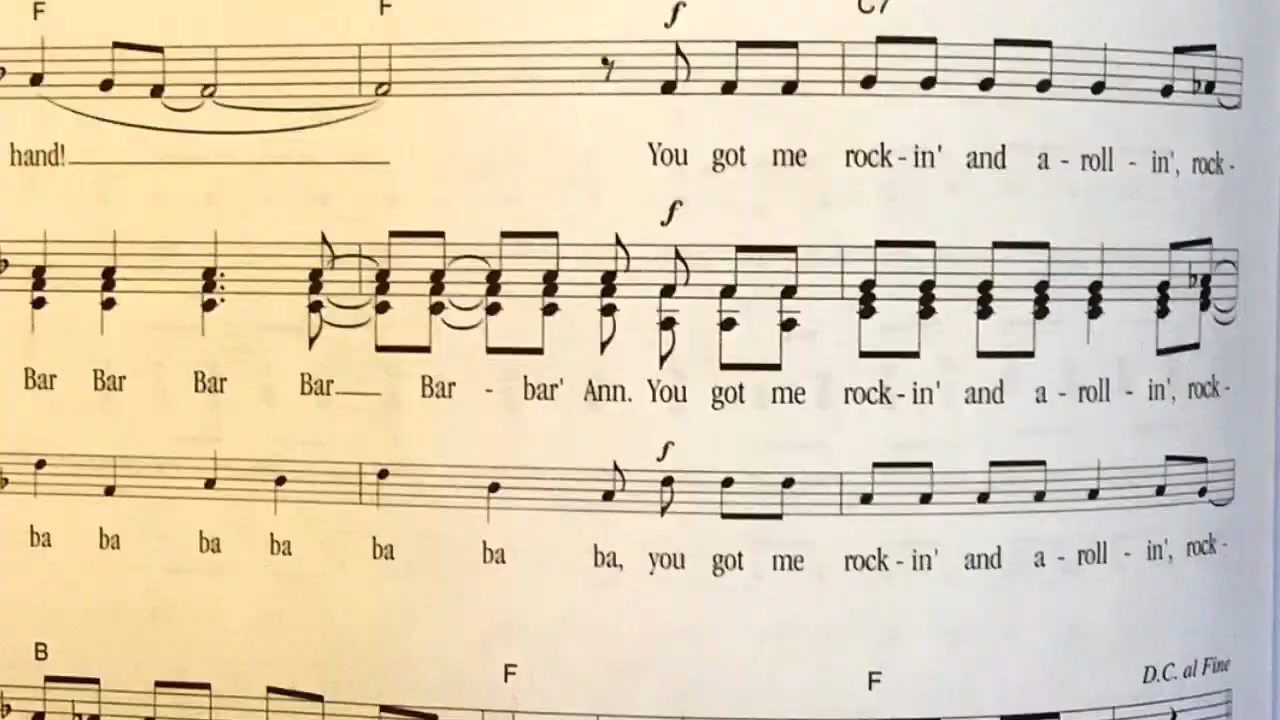 F F f C7
hand! You got me rock - in' and a - roll - in', rock -
f
Bar Bar Bar Bar Bar - bar' Ann. You got me rock - in' and a - roll - in', rock -
f
ba ba ba ba ba ba ba, you got me rock - in' and a - roll - in', rock -
B F F D.C. al Fine